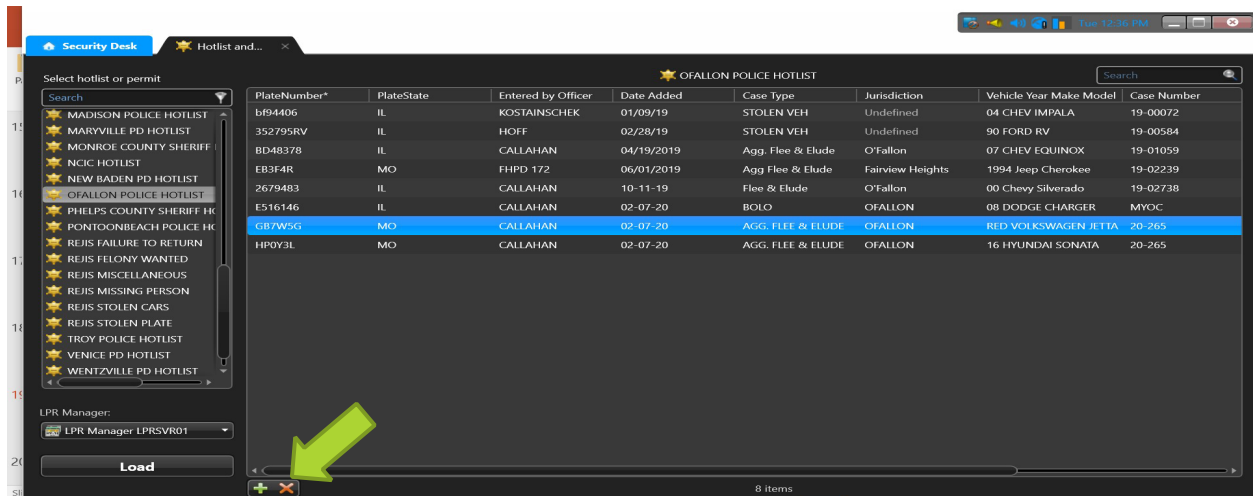 Tue 12:36 PM
Security Desk
Hotlist and...
Select hotlist or permit
OFALLON POLICE HOTLIST
Search
Search
PlateNumber* PlateState Entered by Officer Date Added Case Type Jurisdiction Vehicle Year Make Model Case Number
bf94406 IL KOSTAINSCHEK 01/09/19 STOLEN VEH Undefined 04 CHEV IMPALA 19-00072
352795RV IL HOFF 02/28/19 STOLEN VEH Undefined 90 FORD RV 19-00584
BD48378 IL CALLAHAN 04/19/2019 Agg. Flee & Elude O'Fallon 07 CHEV EQUINOX 19-01059
EB3F4R MO FHPD 172 06/01/2019 Agg Flee & Elude Fairview Heights 1994 Jeep Cherokee 19-02239
2679483 IL CALLAHAN 10-11-19 Flee & Elude O'Fallon 00 Chevy Silverado 19-02738
E516146 IL CALLAHAN 02-07-20 BOLO OFALLON 08 DODGE CHARGER MYOC
GB7W5G MO CALLAHAN 02-07-20 AGG. FLEE & ELUDE OFALLON RED VOLKSWAGEN JETTA 20-265
HP0Y3L MO CALLAHAN 02-07-20 AGG. FLEE & ELUDE OFALLON 16 HYUNDAI SONATA 20-265
MADISON POLICE HOTLIST
MARYVILLE PD HOTLIST
MONROE COUNTY SHERIFF
NCIC HOTLIST
NEW BADEN PD HOTLIST
OFALLON POLICE HOTLIST
PHELPS COUNTY SHERIFF HO
PONTOONBEACH POLICE HO
REJIS FAILURE TO RETURN
REJIS FELONY WANTED
REJIS MISCELLANEOUS
REJIS MISSING PERSON
REJIS STOLEN CARS
REJIS STOLEN PLATE
TROY POLICE HOTLIST
VENICE PD HOTLIST
WENTZVILLE PD HOTLIST
LPR Manager:
LPR Manager LPRSVR01
Load
8 items